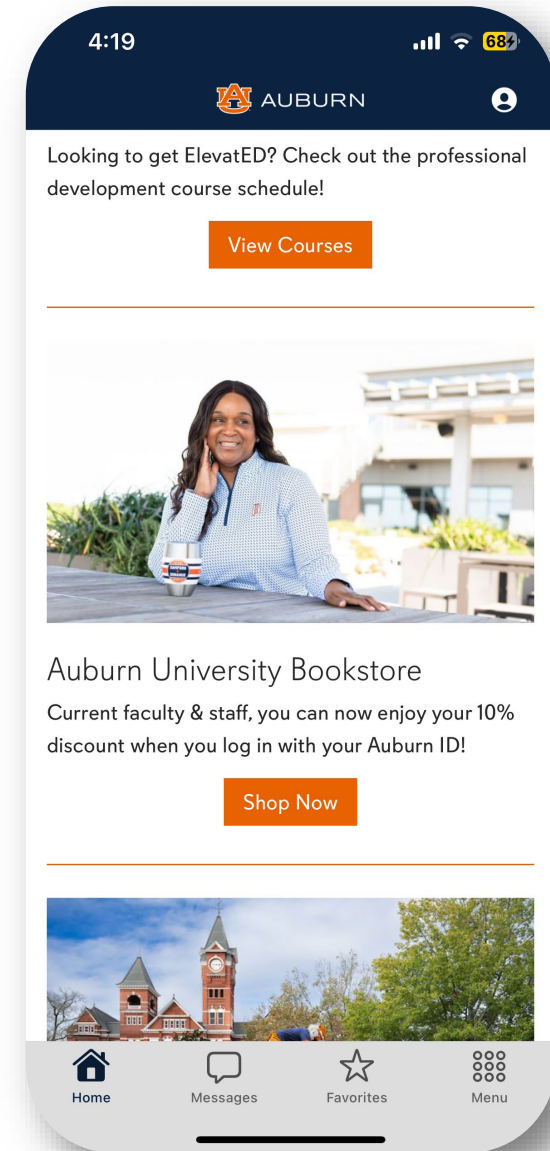 4:19
68
AUBURN
Looking to get ElevatED? Check out the professional
development course schedule!
View Courses
Auburn University Bookstore
Current faculty & staff, you can now enjoy your 10%
discount when you log in with your Auburn ID!
Shop Now
Home
Messages
Favorites
Menu